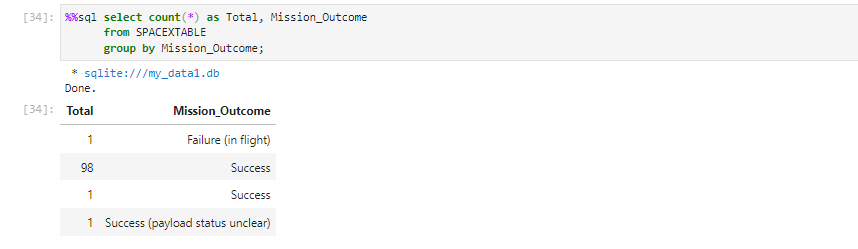 [34]: %%sql select count(*) as Total, Mission_Outcome
from SPACEXTABLE
group by Mission_Outcome;
* sqlite:///my_data1.db
Done.
[34]: Total Mission_Outcome
1 Failure (in flight)
98 Success
1 Success
1 Success (payload status unclear)